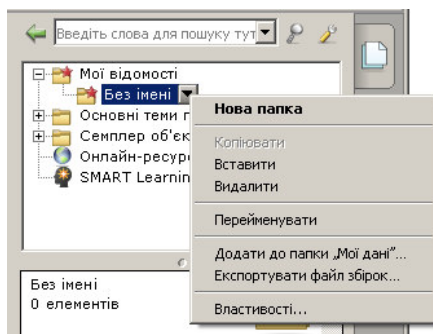 Введіть слова для пошуку тут
Мої відомості
Без імені
Основні теми г
Семплер об'єк
Онлайн-ресур
SMART Learnin
Нова папка
Копіювати
Вставити
Видалити
Перейменувати
Додати до папки „Мої дані"...
Експортувати файл збірок...
Властивості...
Без імені
0 елементів